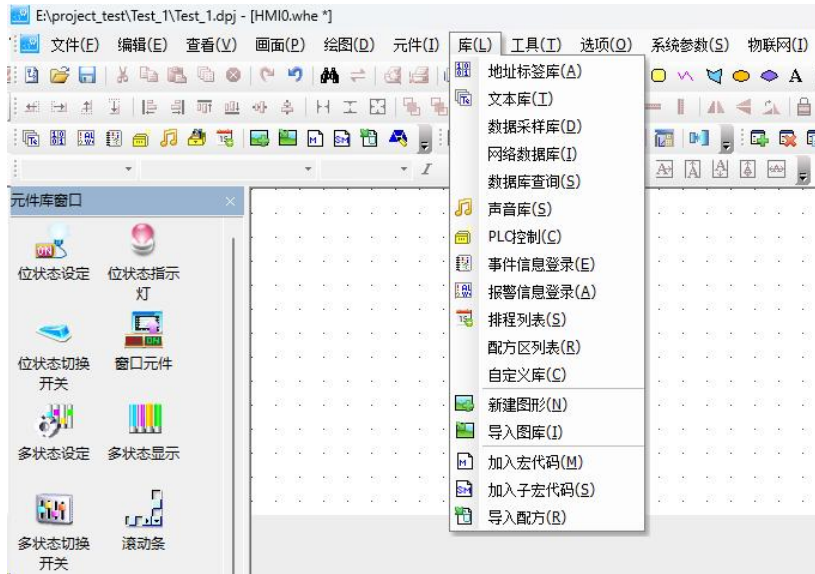 E:\project_test\Test_1\Test_1.dpj - [HMI0.whe *]
文件(F) 编辑(E) 查看(V) 画面(P) 绘图(D) 元件(I) 库(L) 工具(T) 选项(O) 系统参数(S) 物联网(I)
地址标签库(A)
文本库(T)
数据采样库(D)
网络数据库(I)
数据库查询(S)
声音库(S)
PLC控制(C)
事件信息登录(E)
报警信息登录(A)
排程列表(S)
配方区列表(R)
自定义库(C)
新建图形(N)
导入图库(I)
加入宏代码(M)
加入子宏代码(S)
导入配方(R)
元件库窗口
位状态设定 位状态指示
灯
位状态切换 窗口元件
开关
多状态设定 多状态显示
多状态切换 滚动条
开关